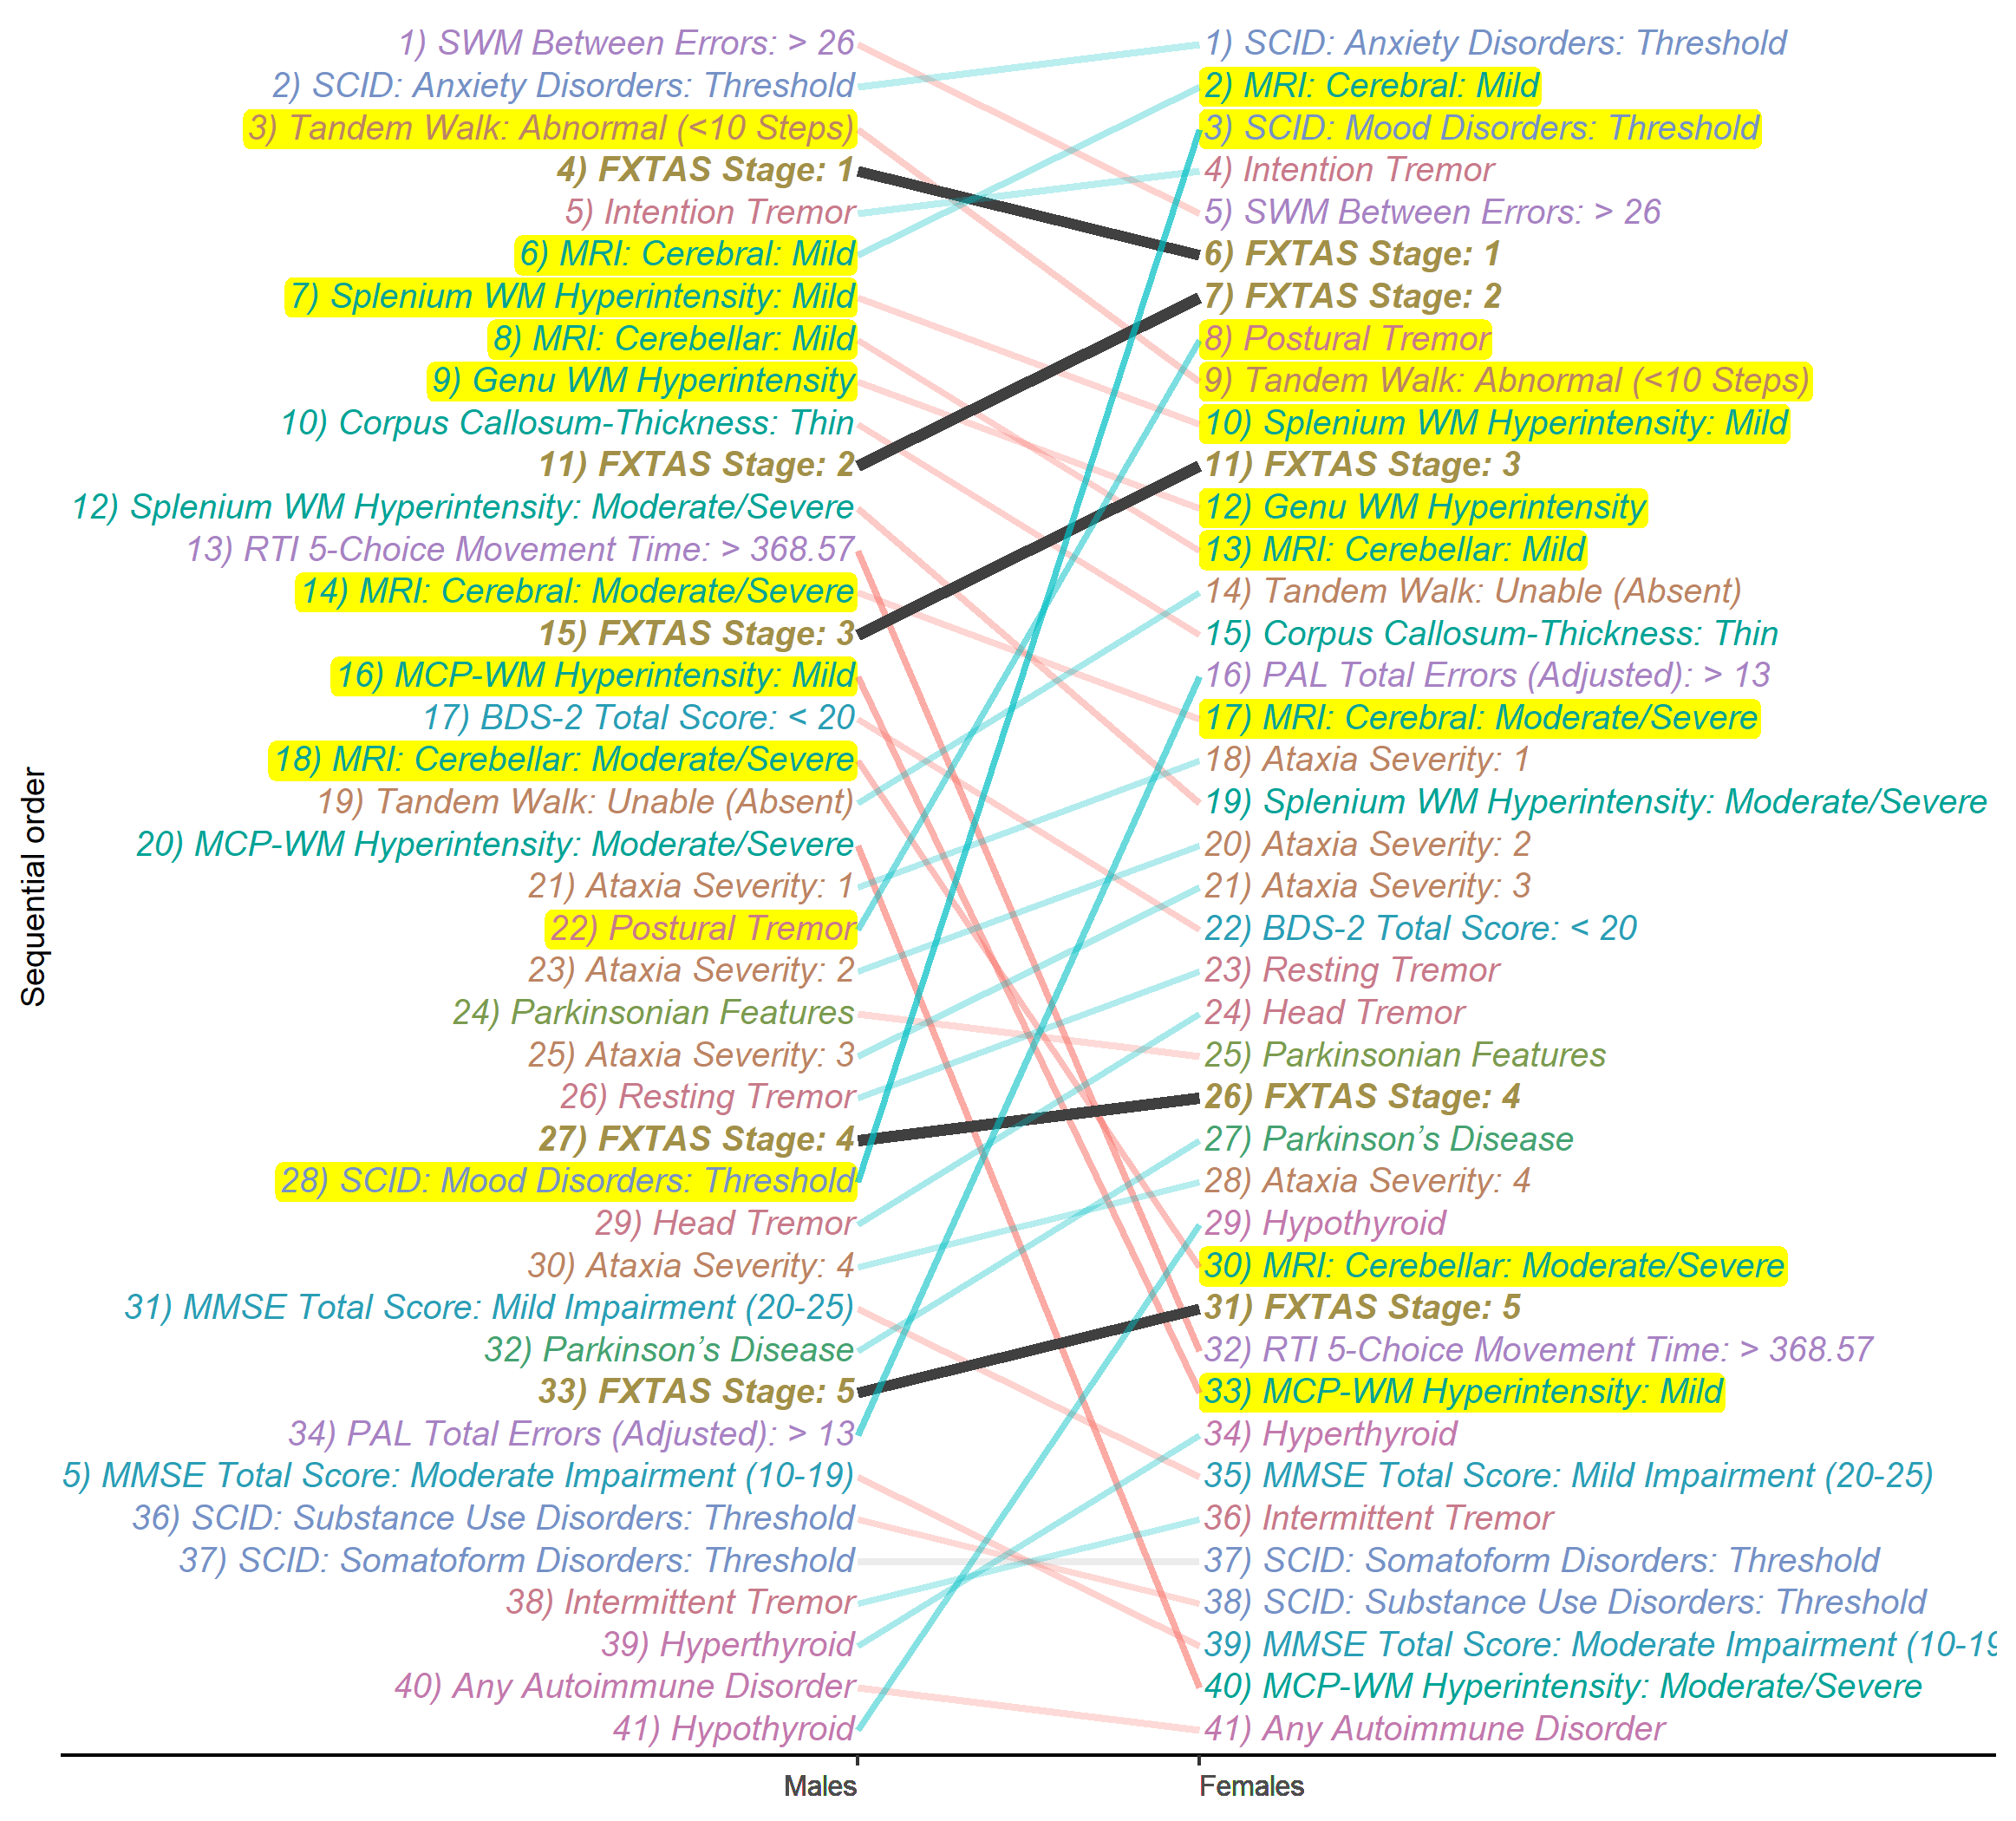 1) SWM Between Errors: > 26
2) SCID: Anxiety Disorders: Threshold
3) Tandem Walk: Abnormal (<10 Steps)
4) FXTAS Stage: 1
5) Intention Tremor
6) MRI: Cerebral: Mild
7) Splenium WM Hyperintensity: Mild
8) MRI: Cerebellar: Mild
9) Genu WM Hyperintensity
10) Corpus Callosum-Thickness: Thin
11) FXTAS Stage: 2
12) Splenium WM Hyperintensity: Moderate/Severe
13) RTI 5-Choice Movement Time: > 368.57
14) MRI: Cerebral: Moderate/Severe
15) FXTAS Stage: 3
16) MCP-WM Hyperintensity: Mild
17) BDS-2 Total Score: < 20
18) MRI: Cerebellar: Moderate/Severe
19) Tandem Walk: Unable (Absent)
20) MCP-WM Hyperintensity: Moderate/Severe
21) Ataxia Severity: 1
22) Postural Tremor
23) Ataxia Severity: 2
24) Parkinsonian Features
25) Ataxia Severity: 3
26) Resting Tremor
27) FXTAS Stage: 4
28) SCID: Mood Disorders: Threshold
29) Head Tremor
30) Ataxia Severity: 4
31) MMSE Total Score: Mild Impairment (20-25)
32) Parkinson's Disease
33) FXTAS Stage: 5
34) PAL Total Errors (Adjusted): > 13
5) MMSE Total Score: Moderate Impairment (10-19)
36) SCID: Substance Use Disorders: Threshold
37) SCID: Somatoform Disorders: Threshold
38) Intermittent Tremor
39) Hyperthyroid
40) Any Autoimmune Disorder
41) Hypothyroid
1) SCID: Anxiety Disorders: Threshold
2) MRI: Cerebral: Mild
3) SCID: Mood Disorders: Threshold
4) Intention Tremor
5) SWM Between Errors: > 26
6) FXTAS Stage: 1
7) FXTAS Stage: 2
8) Postural Tremor
9) Tandem Walk: Abnormal (<10 Steps)
10) Splenium WM Hyperintensity: Mild
11) FXTAS Stage: 3
12) Genu WM Hyperintensity
13) MRI: Cerebellar: Mild
14) Tandem Walk: Unable (Absent)
15) Corpus Callosum-Thickness: Thin
16) PAL Total Errors (Adjusted): > 13
17) MRI: Cerebral: Moderate/Severe
18) Ataxia Severity: 1
19) Splenium WM Hyperintensity: Moderate/Severe
20) Ataxia Severity: 2
21) Ataxia Severity: 3
22) BDS-2 Total Score: < 20
23) Resting Tremor
24) Head Tremor
25) Parkinsonian Features
26) FXTAS Stage: 4
27) Parkinson's Disease
28) Ataxia Severity: 4
29) Hypothyroid
30) MRI: Cerebellar: Moderate/Severe
31) FXTAS Stage: 5
32) RTI 5-Choice Movement Time: > 368.57
33) MCP-WM Hyperintensity: Mild
34) Hyperthyroid
35) MMSE Total Score: Mild Impairment (20-25)
36) Intermittent Tremor
37) SCID: Somatoform Disorders: Threshold
38) SCID: Substance Use Disorders: Threshold
39) MMSE Total Score: Moderate Impairment (10-19
40) MCP-WM Hyperintensity: Moderate/Severe
41) Any Autoimmune Disorder
Sequential order
Males
Females